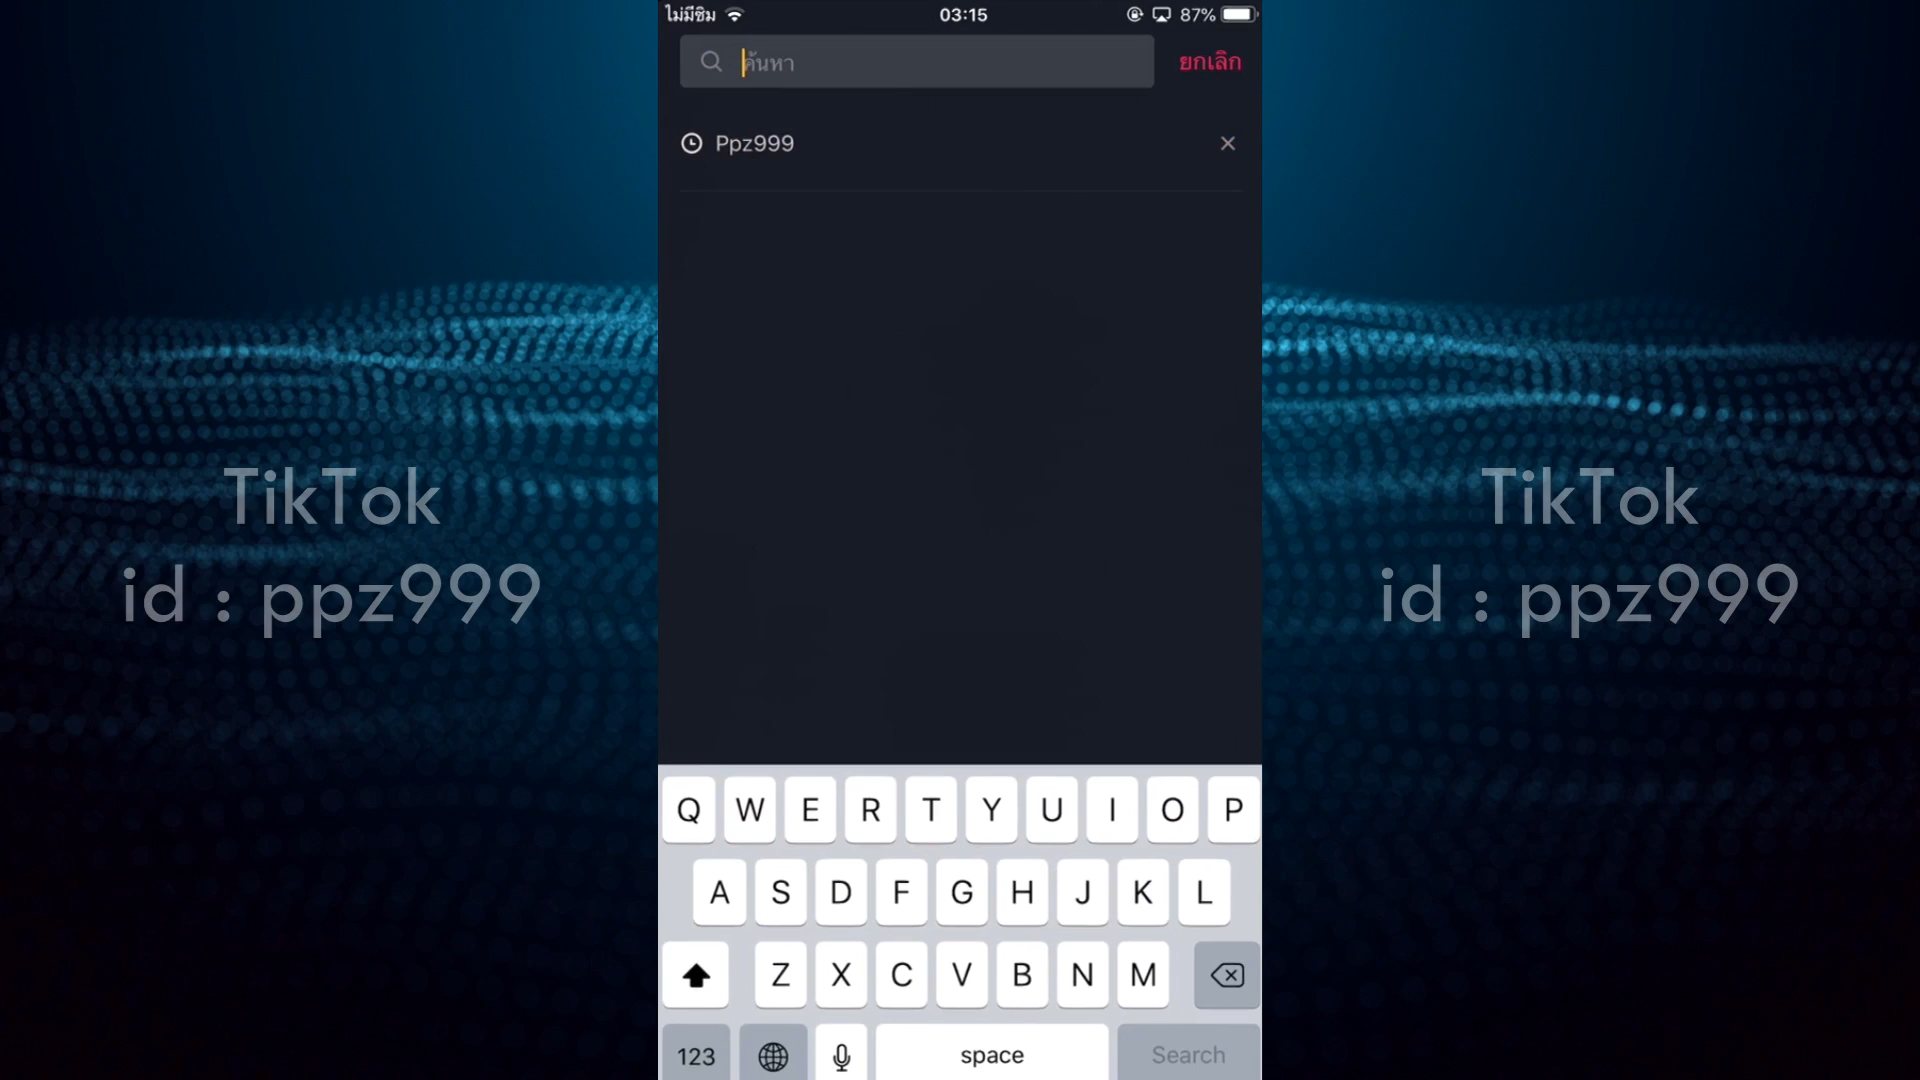 ไม่มีซิม 03:15 87%
ค้นหา ยกเลิก
Ppz999
TikTok
id : ppz999
TikTok
id : ppz999
Q W E R T Y U I O P
A S D F G H J K L
Z X C V B N M
123 space Search